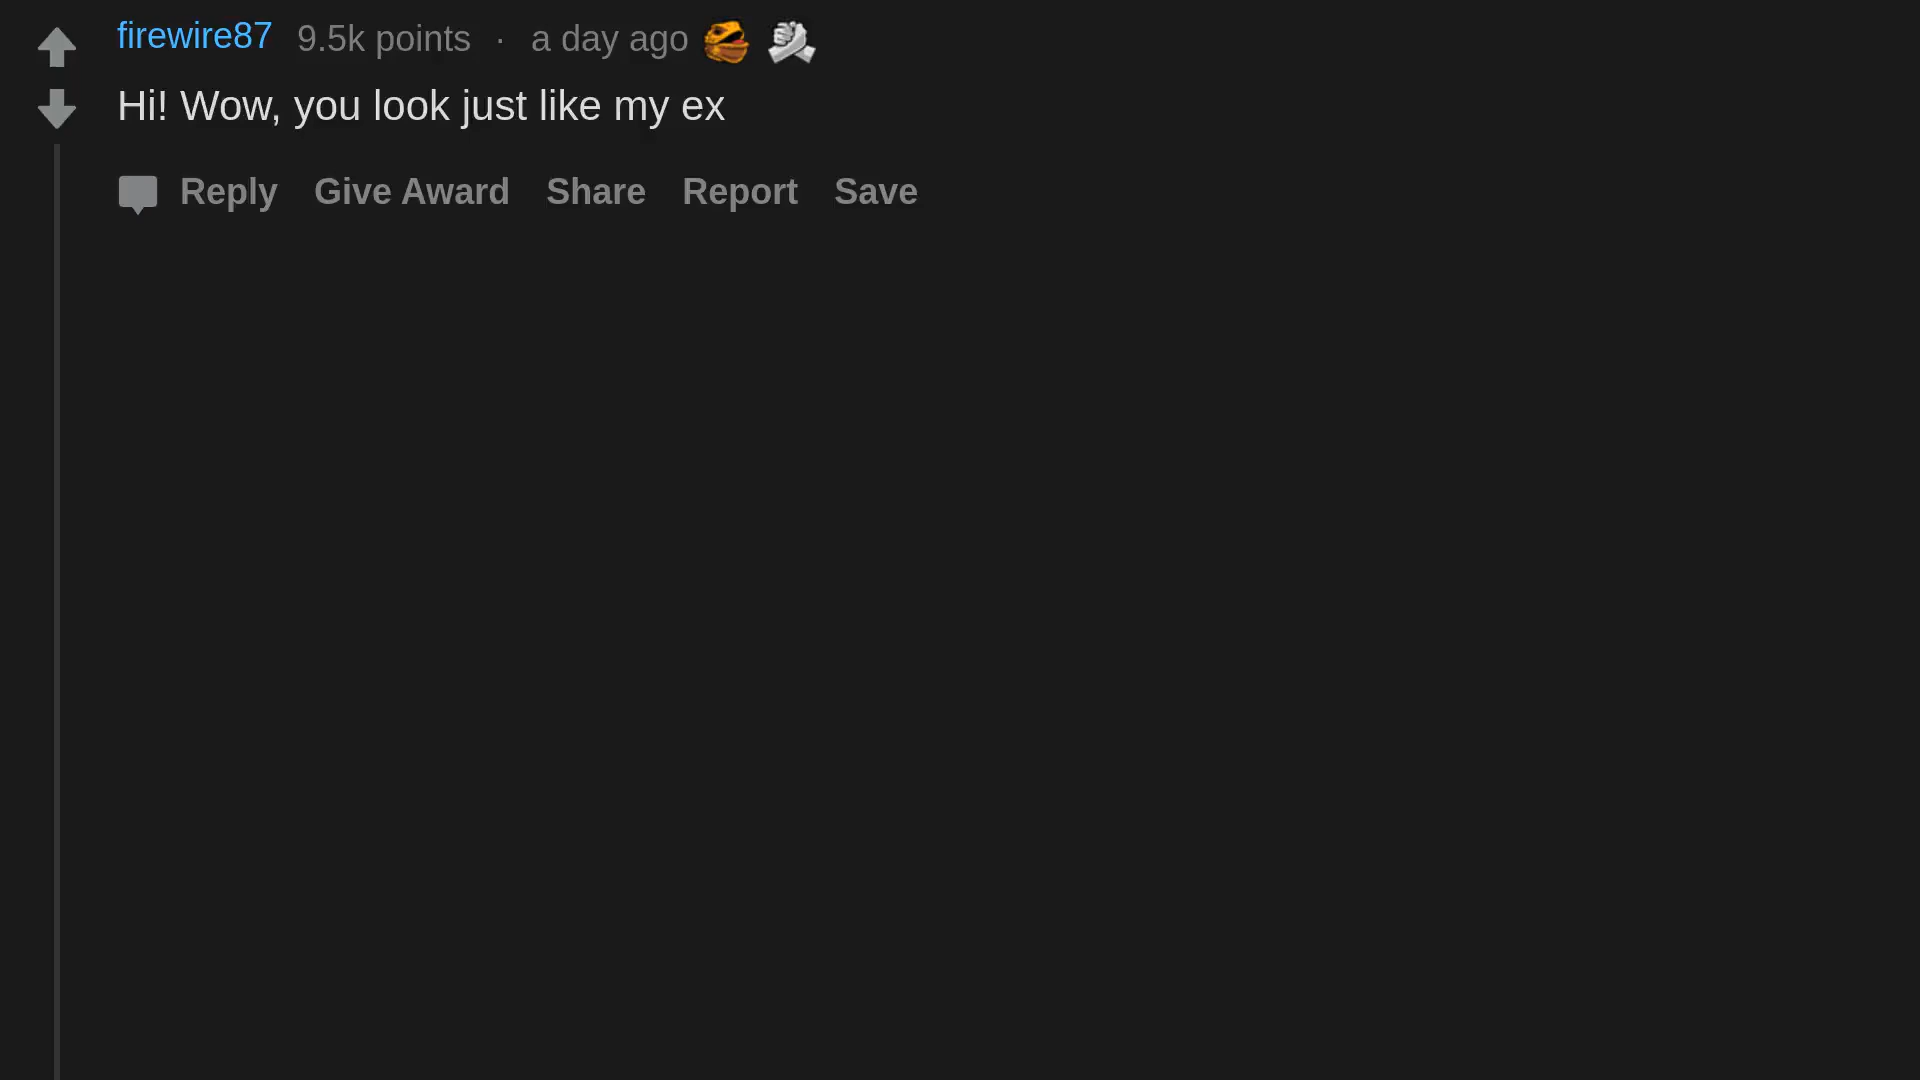 firewire87 9.5k points · a day ago
Hi! Wow, you look just like my ex
Reply Give Award Share Report Save